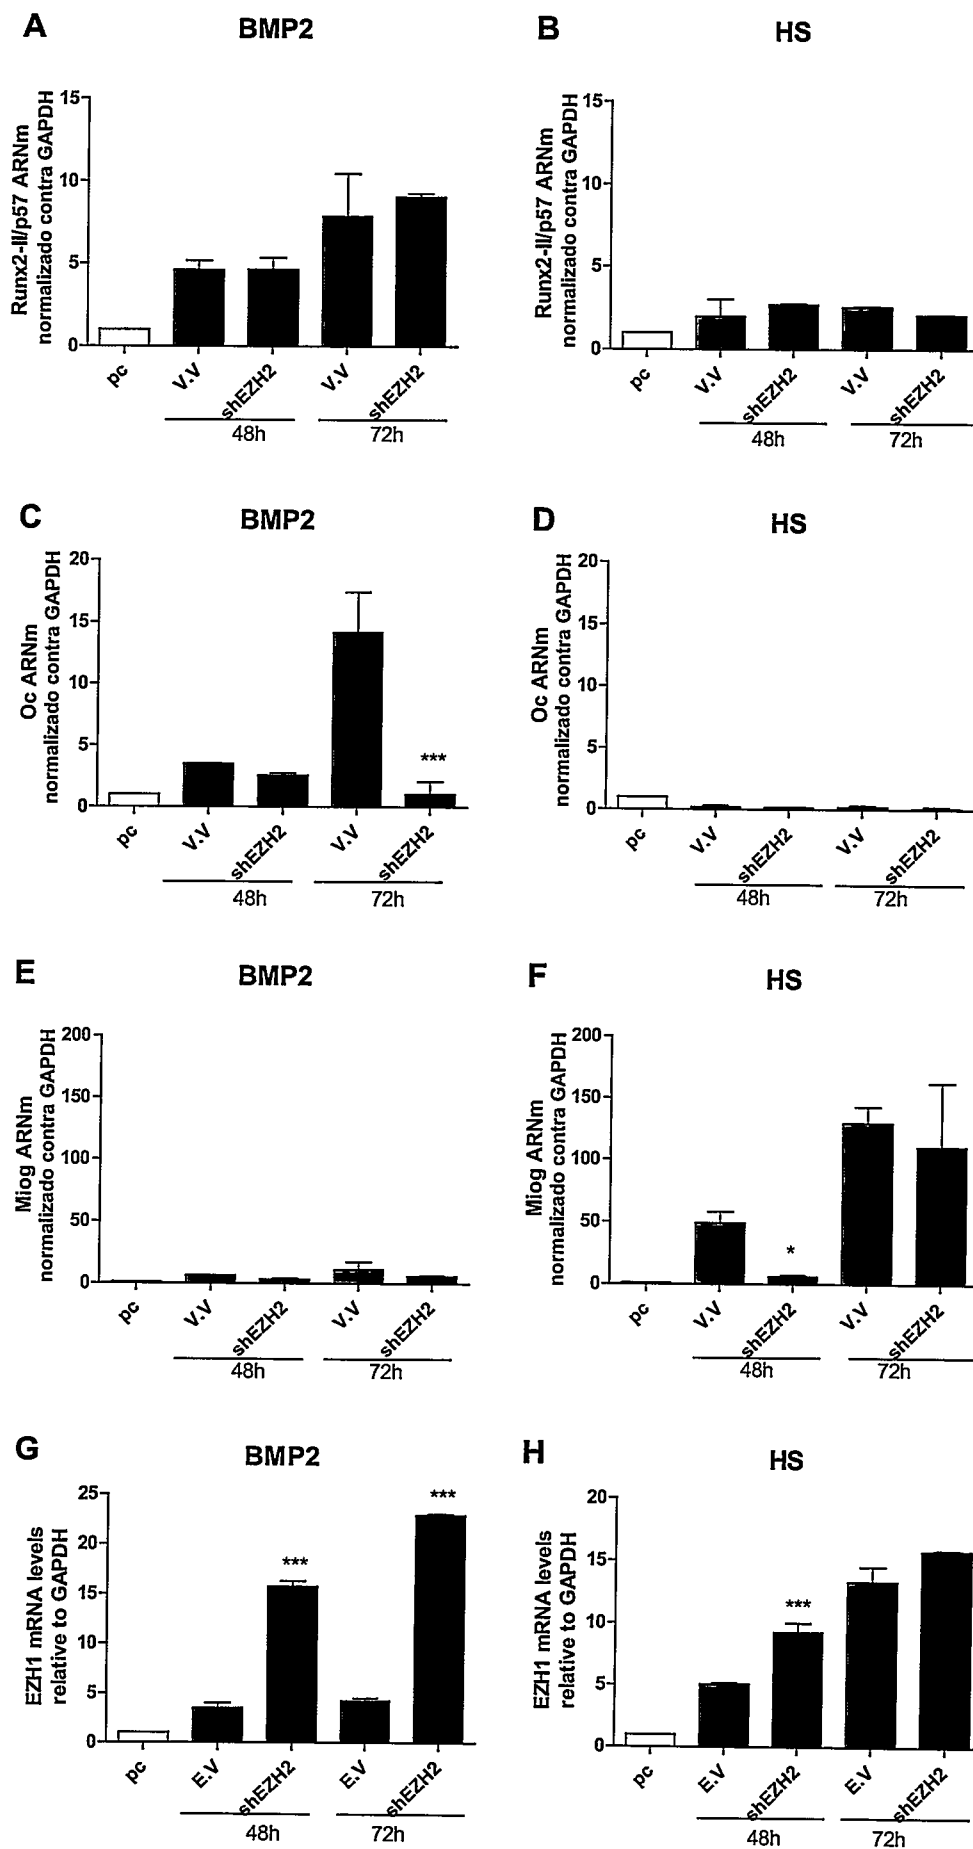 A
BMP2
Runx2-II/p57 ARNm
normalizado contra GAPDH
15
10
5
0
pc
V.V
shEZH2
V.V
shEZH2
48h
72h
B
HS
Runx2-II/p57 ARNm
normalizado contra GAPDH
15
10
5
0
pc
V.V
shEZH2
V.V
shEZH2
48h
72h
C
BMP2
Oc ARNm
normalizado contra GAPDH
20
15
10
5
0
***
pc
V.V
shEZH2
V.V
shEZH2
48h
72h
D
HS
Oc ARNm
normalizado contra GAPDH
20
15
10
5
0
pc
V.V
shEZH2
V.V
shEZH2
48h
72h
E
BMP2
Miog ARNm
normalizado contra GAPDH
200
150
100
50
0
pc
V.V
shEZH2
V.V
shEZH2
48h
72h
F
HS
Miog ARNm
normalizado contra GAPDH
200
150
100
50
0
*
pc
V.V
shEZH2
V.V
shEZH2
48h
72h
G
BMP2
EZH1 mRNA levels
relative to GAPDH
25
20
15
10
5
0
***
***
pc
E.V
shEZH2
E.V
shEZH2
48h
72h
H
HS
EZH1 mRNA levels
relative to GAPDH
20
15
10
5
0
***
pc
E.V
shEZH2
E.V
shEZH2
48h
72h